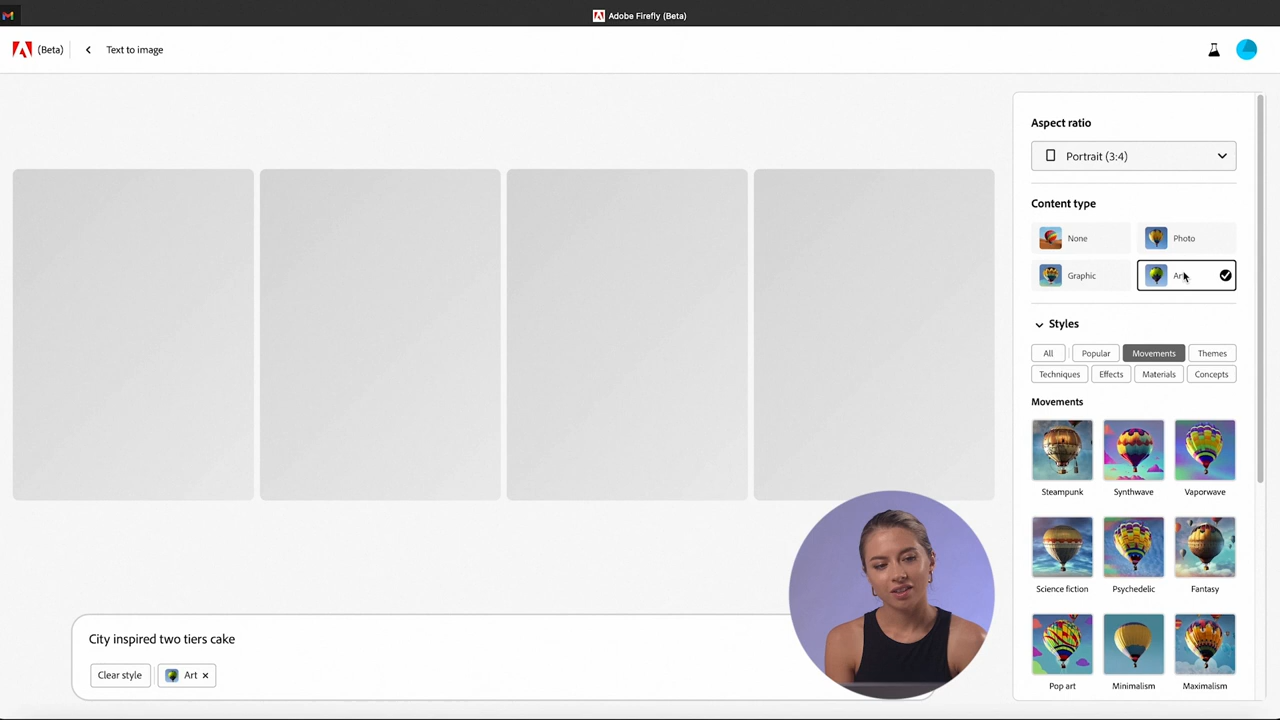 Adobe Firefly (Beta)
(Beta)
Text to image
Aspect ratio
Portrait (3:4)
Content type
None
Photo
Graphic
Art
Styles
All
Popular
Movements
Themes
Techniques
Effects
Materials
Concepts
Movements
Steampunk
Synthwave
Vaporwave
Science fiction
Psychedelic
Fantasy
Pop art
Minimalism
Maximalism
City inspired two tiers cake
Clear style
Art